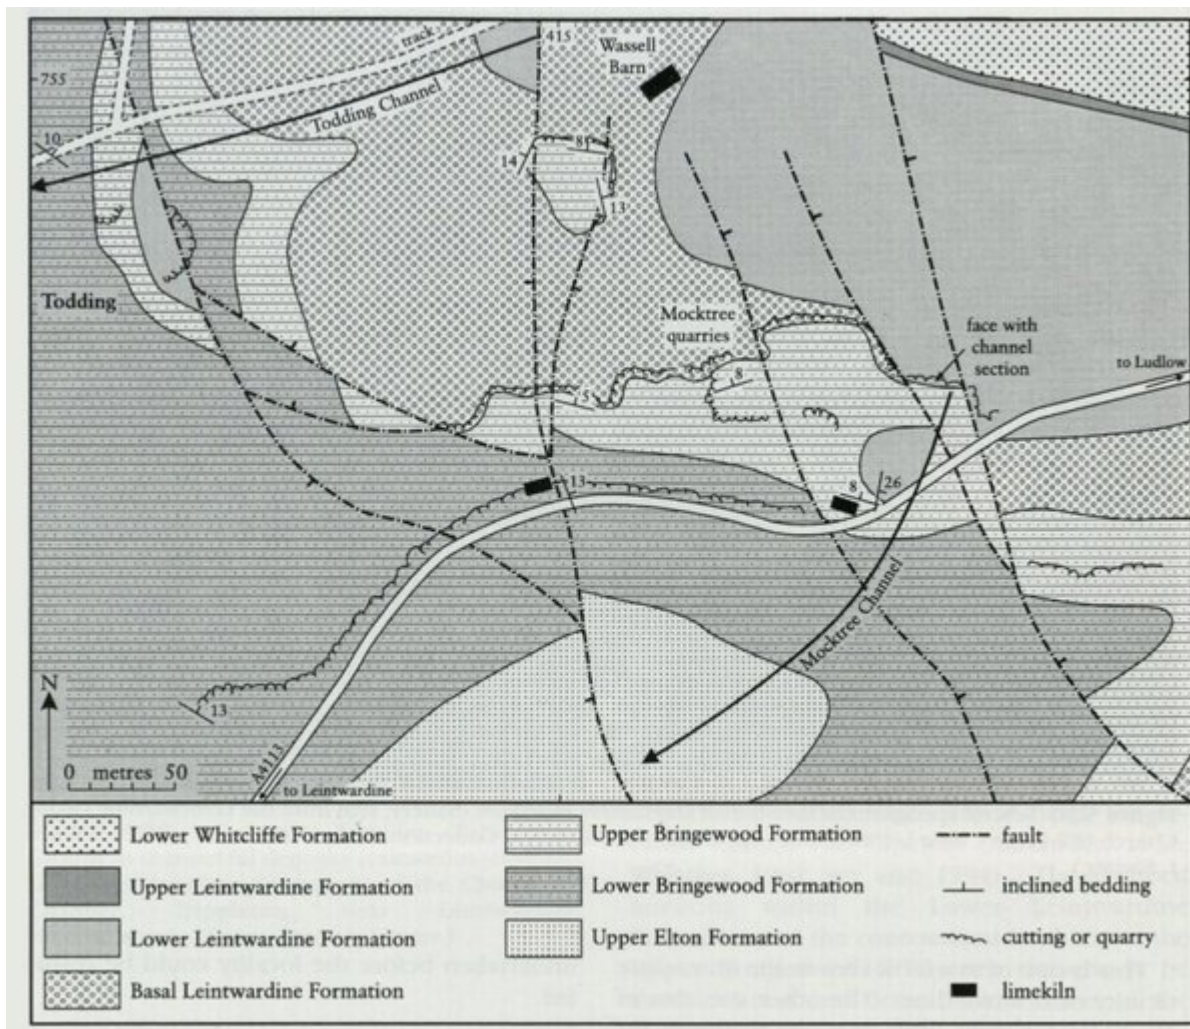 track
415
Wassell
Barn
755
Todding Channel
10
8
14
13
Todding
Mocktree
quarries
face with
channel
section
to Ludlow
8
5
13
8
26
Mocktree Channel
N
13
0 metres 50
A4113
to Leintwardine
Lower Whitcliffe Formation
Upper Leintwardine Formation
Lower Leintwardine Formation
Basal Leintwardine Formation
Upper Bringewood Formation
Lower Bringewood Formation
Upper Elton Formation
fault
inclined bedding
cutting or quarry
limekiln